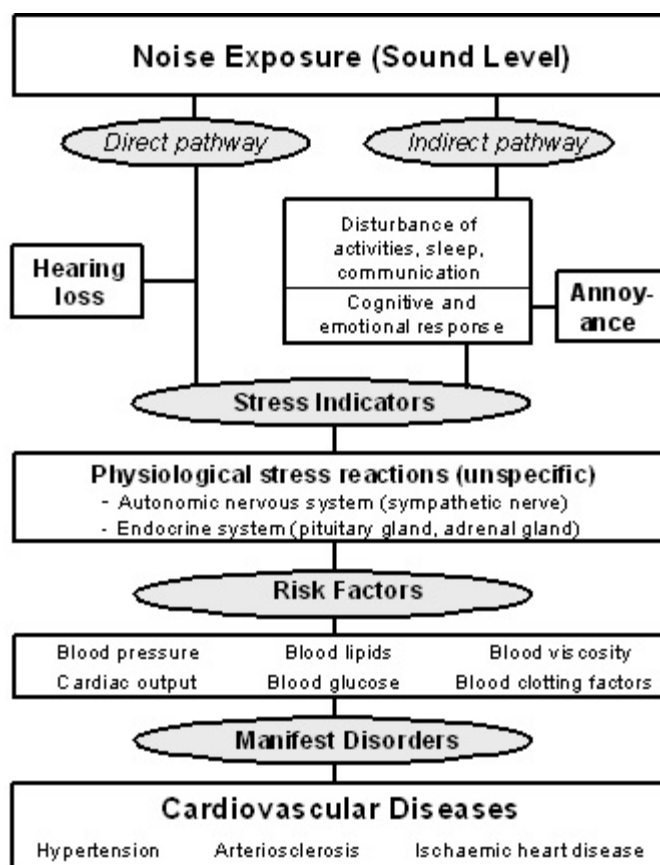 Noise Exposure (Sound Level)
Direct pathway
Indirect pathway
Disturbance of
activities, sleep,
communication
Hearing
loss
Cognitive and
emotional response
Annoy-
ance
Stress Indicators
Physiological stress reactions (unspecific)
- Autonomic nervous system (sympathetic nerve)
- Endocrine system (pituitary gland, adrenal gland)
Risk Factors
Blood pressure Blood lipids Blood viscosity
Cardiac output Blood glucose Blood clotting factors
Manifest Disorders
Cardiovascular Diseases
Hypertension Arteriosclerosis Ischaemic heart disease